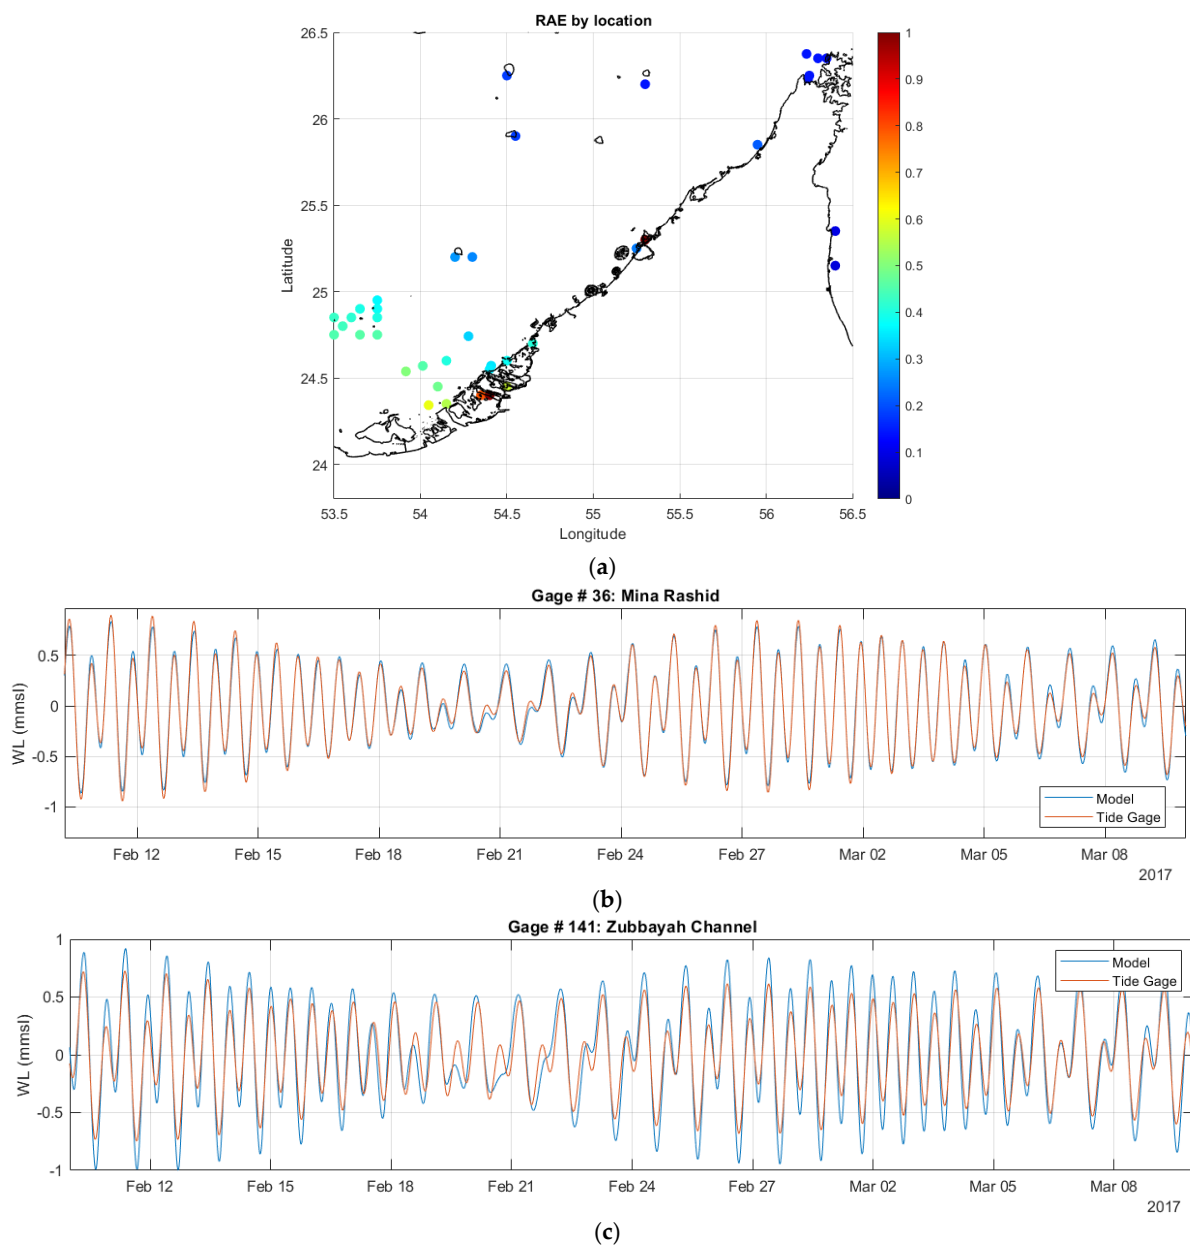 RAE by location
26.5
26
25.5
25
24.5
24
Latitude
53.5 54 54.5 55 55.5 56 56.5
Longitude
1
0.9
0.8
0.7
0.6
0.5
0.4
0.3
0.2
0.1
0
(a)
Gage # 36: Mina Rashid
0.5
0
-0.5
-1
WL (mmsl)
Model
Tide Gage
Feb 12 Feb 15 Feb 18 Feb 21 Feb 24 Feb 27 Mar 02 Mar 05 Mar 08
2017
(b)
Gage # 141: Zubbayah Channel
1
0.5
0
-0.5
-1
WL (mmsl)
Model
Tide Gage
Feb 12 Feb 15 Feb 18 Feb 21 Feb 24 Feb 27 Mar 02 Mar 05 Mar 08
2017
(c)